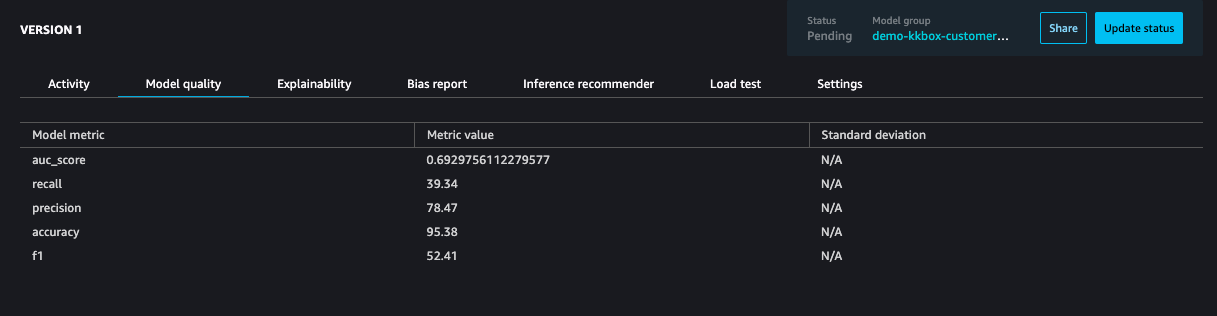 VERSION 1
Status
Pending
Model group
demo-kkbox-customer...
Share
Update status
Activity Model quality Explainability Bias report Inference recommender Load test Settings
Model metric Metric value Standard deviation
auc_score 0.6929756112279577 N/A
recall 39.34 N/A
precision 78.47 N/A
accuracy 95.38 N/A
f1 52.41 N/A